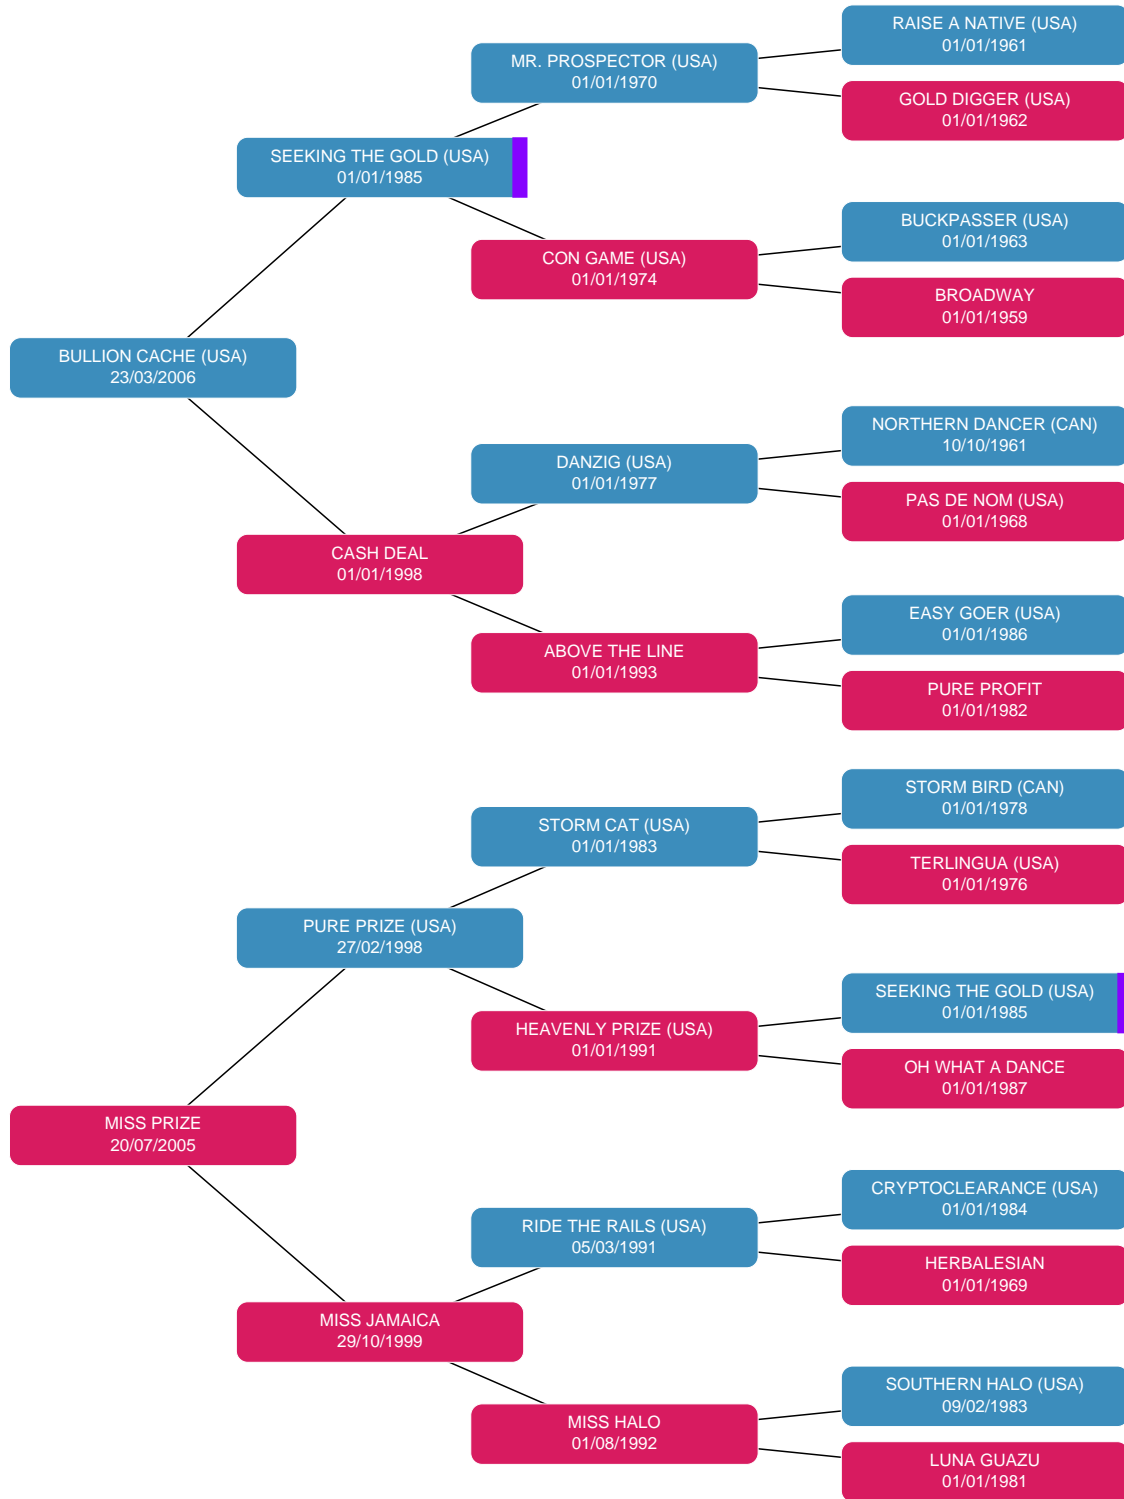 RAISE A NATIVE (USA)
01/01/1961
MR. PROSPECTOR (USA)
01/01/1970
GOLD DIGGER (USA)
01/01/1962
SEEKING THE GOLD (USA)
01/01/1985
BUCKPASSER (USA)
01/01/1963
CON GAME (USA)
01/01/1974
BROADWAY
01/01/1959
BULLION CACHE (USA)
23/03/2006
NORTHERN DANCER (CAN)
10/10/1961
DANZIG (USA)
01/01/1977
PAS DE NOM (USA)
01/01/1968
CASH DEAL
01/01/1998
EASY GOER (USA)
01/01/1986
ABOVE THE LINE
01/01/1993
PURE PROFIT
01/01/1982
STORM BIRD (CAN)
01/01/1978
STORM CAT (USA)
01/01/1983
TERLINGUA (USA)
01/01/1976
PURE PRIZE (USA)
27/02/1998
SEEKING THE GOLD (USA)
01/01/1985
HEAVENLY PRIZE (USA)
01/01/1991
OH WHAT A DANCE
01/01/1987
MISS PRIZE
20/07/2005
CRYPTOCLEARANCE (USA)
01/01/1984
RIDE THE RAILS (USA)
05/03/1991
HERBALESIAN
01/01/1969
MISS JAMAICA
29/10/1999
SOUTHERN HALO (USA)
09/02/1983
MISS HALO
01/08/1992
LUNA GUAZU
01/01/1981